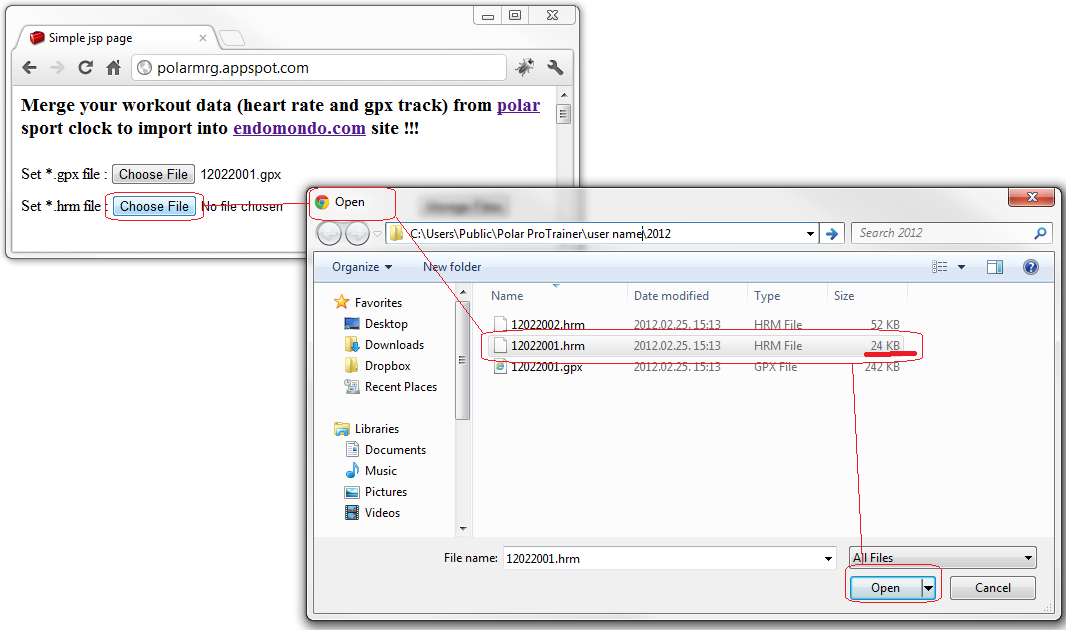 Simple jsp page
polarmrg.appspot.com
Merge your workout data (heart rate and gpx track) from polar
sport clock to import into endomondo.com site !!!
Set *.gpx file : Choose File 12022001.gpx
Set *.hrm file : Choose File No file chosen
Open
C:\Users\Public\Polar ProTrainer\user name\2012
Search 2012
Organize
New folder
Name Date modified Type Size
12022002.hrm 2012.02.25. 15:13 HRM File 52 KB
12022001.hrm 2012.02.25. 15:13 HRM File 24 KB
12022001.gpx 2012.02.25. 15:13 GPX File 242 KB
Favorites
Desktop
Downloads
Dropbox
Recent Places
Libraries
Documents
Music
Pictures
Videos
File name: 12022001.hrm
All Files
Open
Cancel